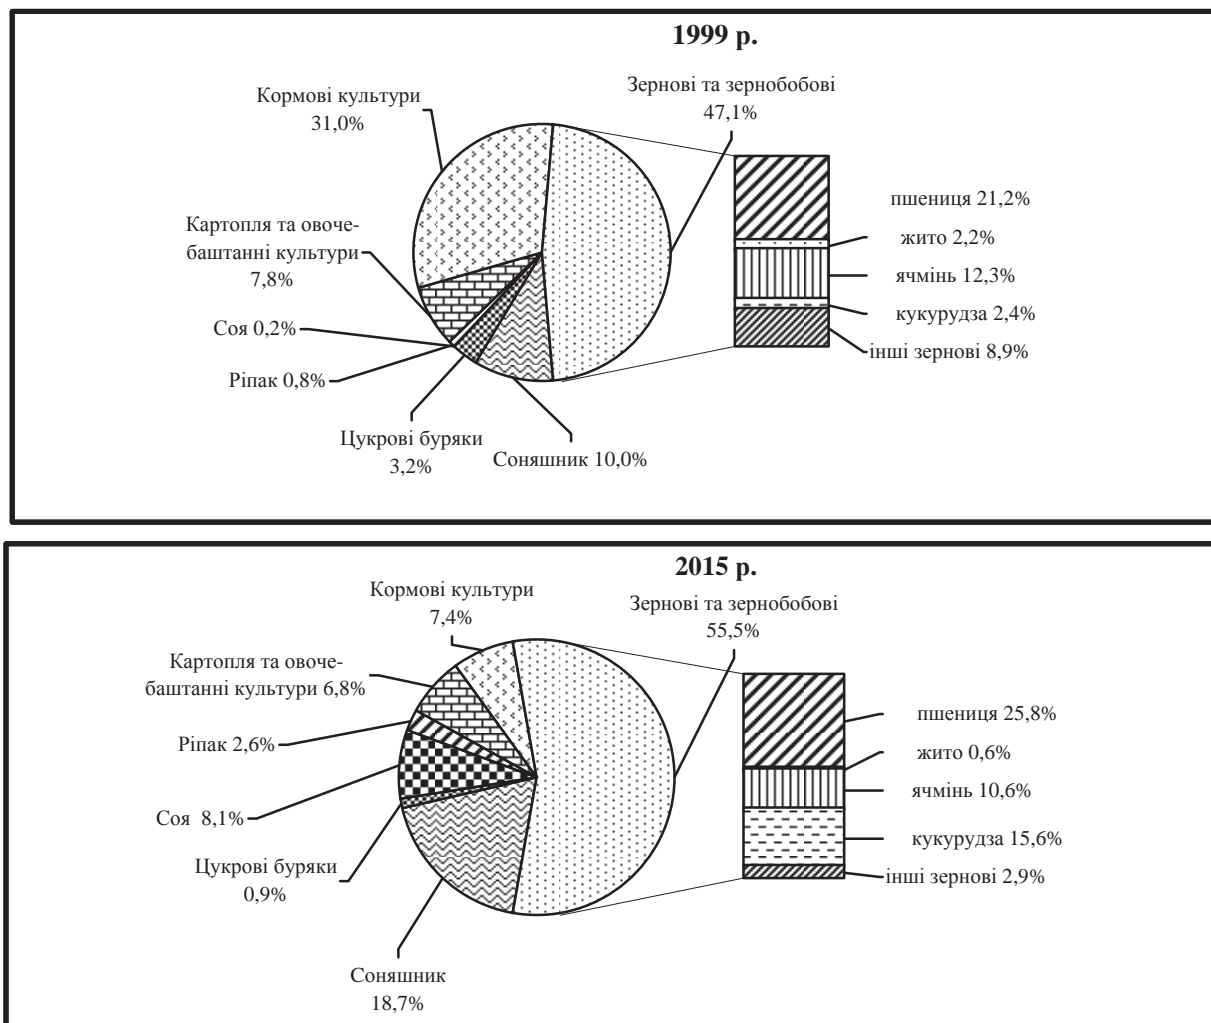 1999 р.
Зернові та зернобобові
47,1%
Кормові культури
31,0%
пшениця 21,2%
Картопля та овоче-
баштанні культури
7,8%
жито 2,2%
ячмінь 12,3%
кукурудза 2,4%
Соя 0,2%
інші зернові 8,9%
Ріпак 0,8%
Цукрові буряки
3,2%
Соняшник 10,0%
2015 р.
Кормові культури
7,4%
Зернові та зернобобові
55,5%
Картопля та овоче-
баштанні культури 6,8%
пшениця 25,8%
Ріпак 2,6%
жито 0,6%
ячмінь 10,6%
Соя 8,1%
кукурудза 15,6%
Цукрові буряки
0,9%
інші зернові 2,9%
Соняшник
18,7%